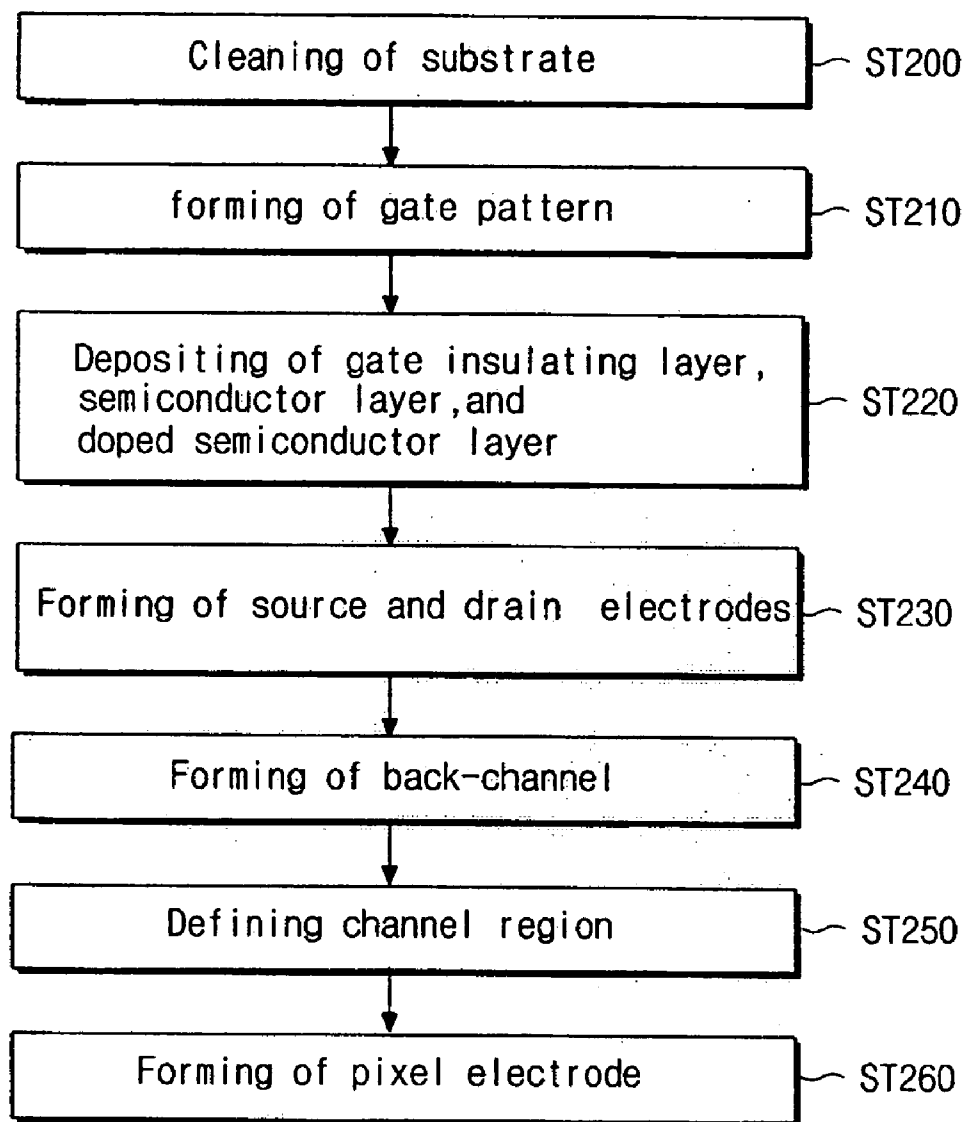 Cleaning of substrate
ST200
forming of gate pattern
ST210
Depositing of gate insulating layer,
semiconductor layer,and
doped semiconductor layer
ST220
Forming of source and drain electrodes
ST230
Forming of back-channel
ST240
Defining channel region
ST250
Forming of pixel electrode
ST260